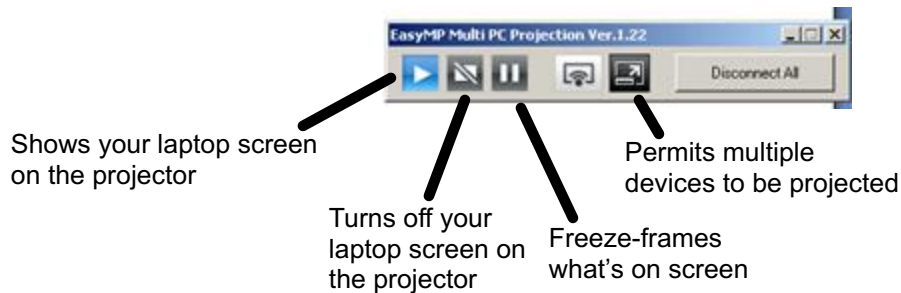 EasyMP Multi PC Projection Ver.1.22
Disconnect All
Shows your laptop screen
on the projector
Turns off your
laptop screen on
the projector
Freeze-frames
what's on screen
Permits multiple
devices to be projected